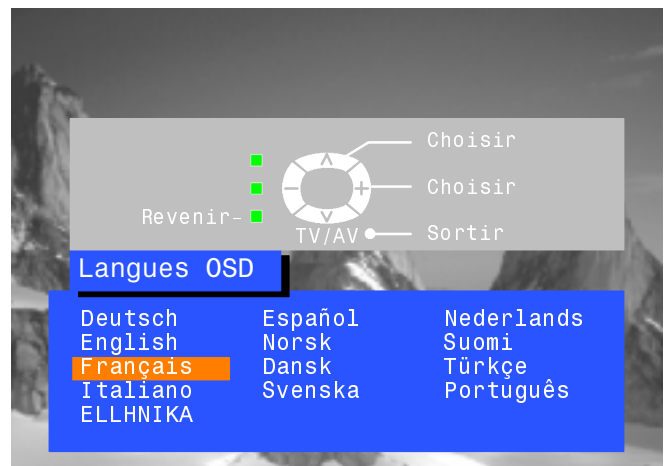 Choisir
Choisir
Revenir-
TV/AV
Sortir
Langues OSD
Deutsch Español Nederlands
English Norsk Suomi
Français Dansk Türkçe
Italiano Svenska Português
ELLHNIKA